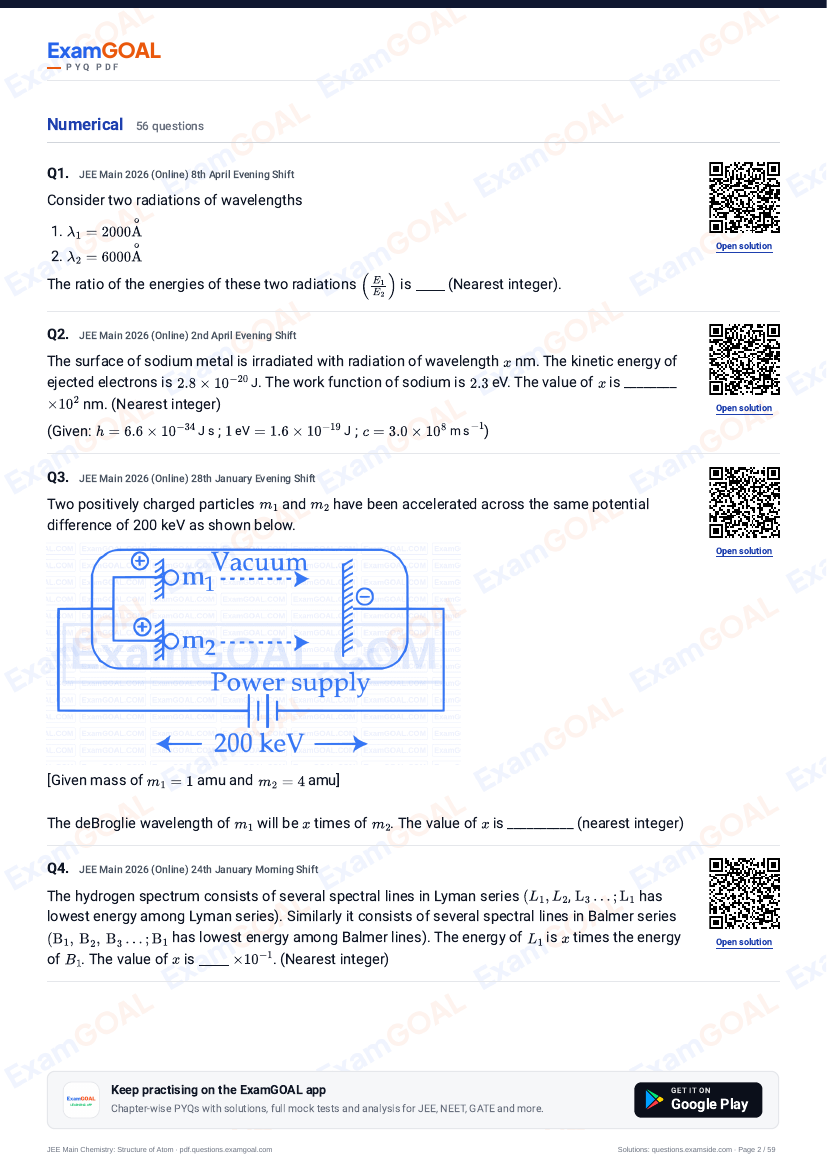 ExamGOAL
PYQ PDF
Numerical 56 questions
Q1. JEE Main 2026 (Online) 8th April Evening Shift
Consider two radiations of wavelengths
1. λ₁ = 2000Å
2. λ₂ = 6000Å
The ratio of the energies of these two radiations (E₁/E₂) is ____ (Nearest integer).
Open solution
Q2. JEE Main 2026 (Online) 2nd April Evening Shift
The surface of sodium metal is irradiated with radiation of wavelength x nm. The kinetic energy of
ejected electrons is 2.8 × 10⁻²⁰ J. The work function of sodium is 2.3 eV. The value of x is ________
×10² nm. (Nearest integer)
(Given: h = 6.6 × 10⁻³⁴ J s ; 1 eV = 1.6 × 10⁻¹⁹ J ; c = 3.0 × 10⁸ m s⁻¹)
Open solution
Q3. JEE Main 2026 (Online) 28th January Evening Shift
Two positively charged particles m₁ and m₂ have been accelerated across the same potential
difference of 200 keV as shown below.
Open solution
Vacuum
+ m₁
−
+ m₂
ExamGOAL.COM
Power supply
200 keV
[Given mass of m₁ = 1 amu and m₂ = 4 amu]
The deBroglie wavelength of m₁ will be x times of m₂. The value of x is __________ (nearest integer)
Q4. JEE Main 2026 (Online) 24th January Morning Shift
The hydrogen spectrum consists of several spectral lines in Lyman series (L₁, L₂, L₃ . . . ; L₁ has
lowest energy among Lyman series). Similarly it consists of several spectral lines in Balmer series
(B₁, B₂, B₃ . . . ; B₁ has lowest energy among Balmer lines). The energy of L₁ is x times the energy
of B₁. The value of x is ____ ×10⁻¹. (Nearest integer)
Open solution
ExamGOAL
Keep practising on the ExamGOAL app
Chapter-wise PYQs with solutions, full mock tests and analysis for JEE, NEET, GATE and more.
GET IT ON
Google Play
JEE Main Chemistry: Structure of Atom · pdf.questions.examgoal.com
Solutions: questions.examside.com · Page 2 / 59